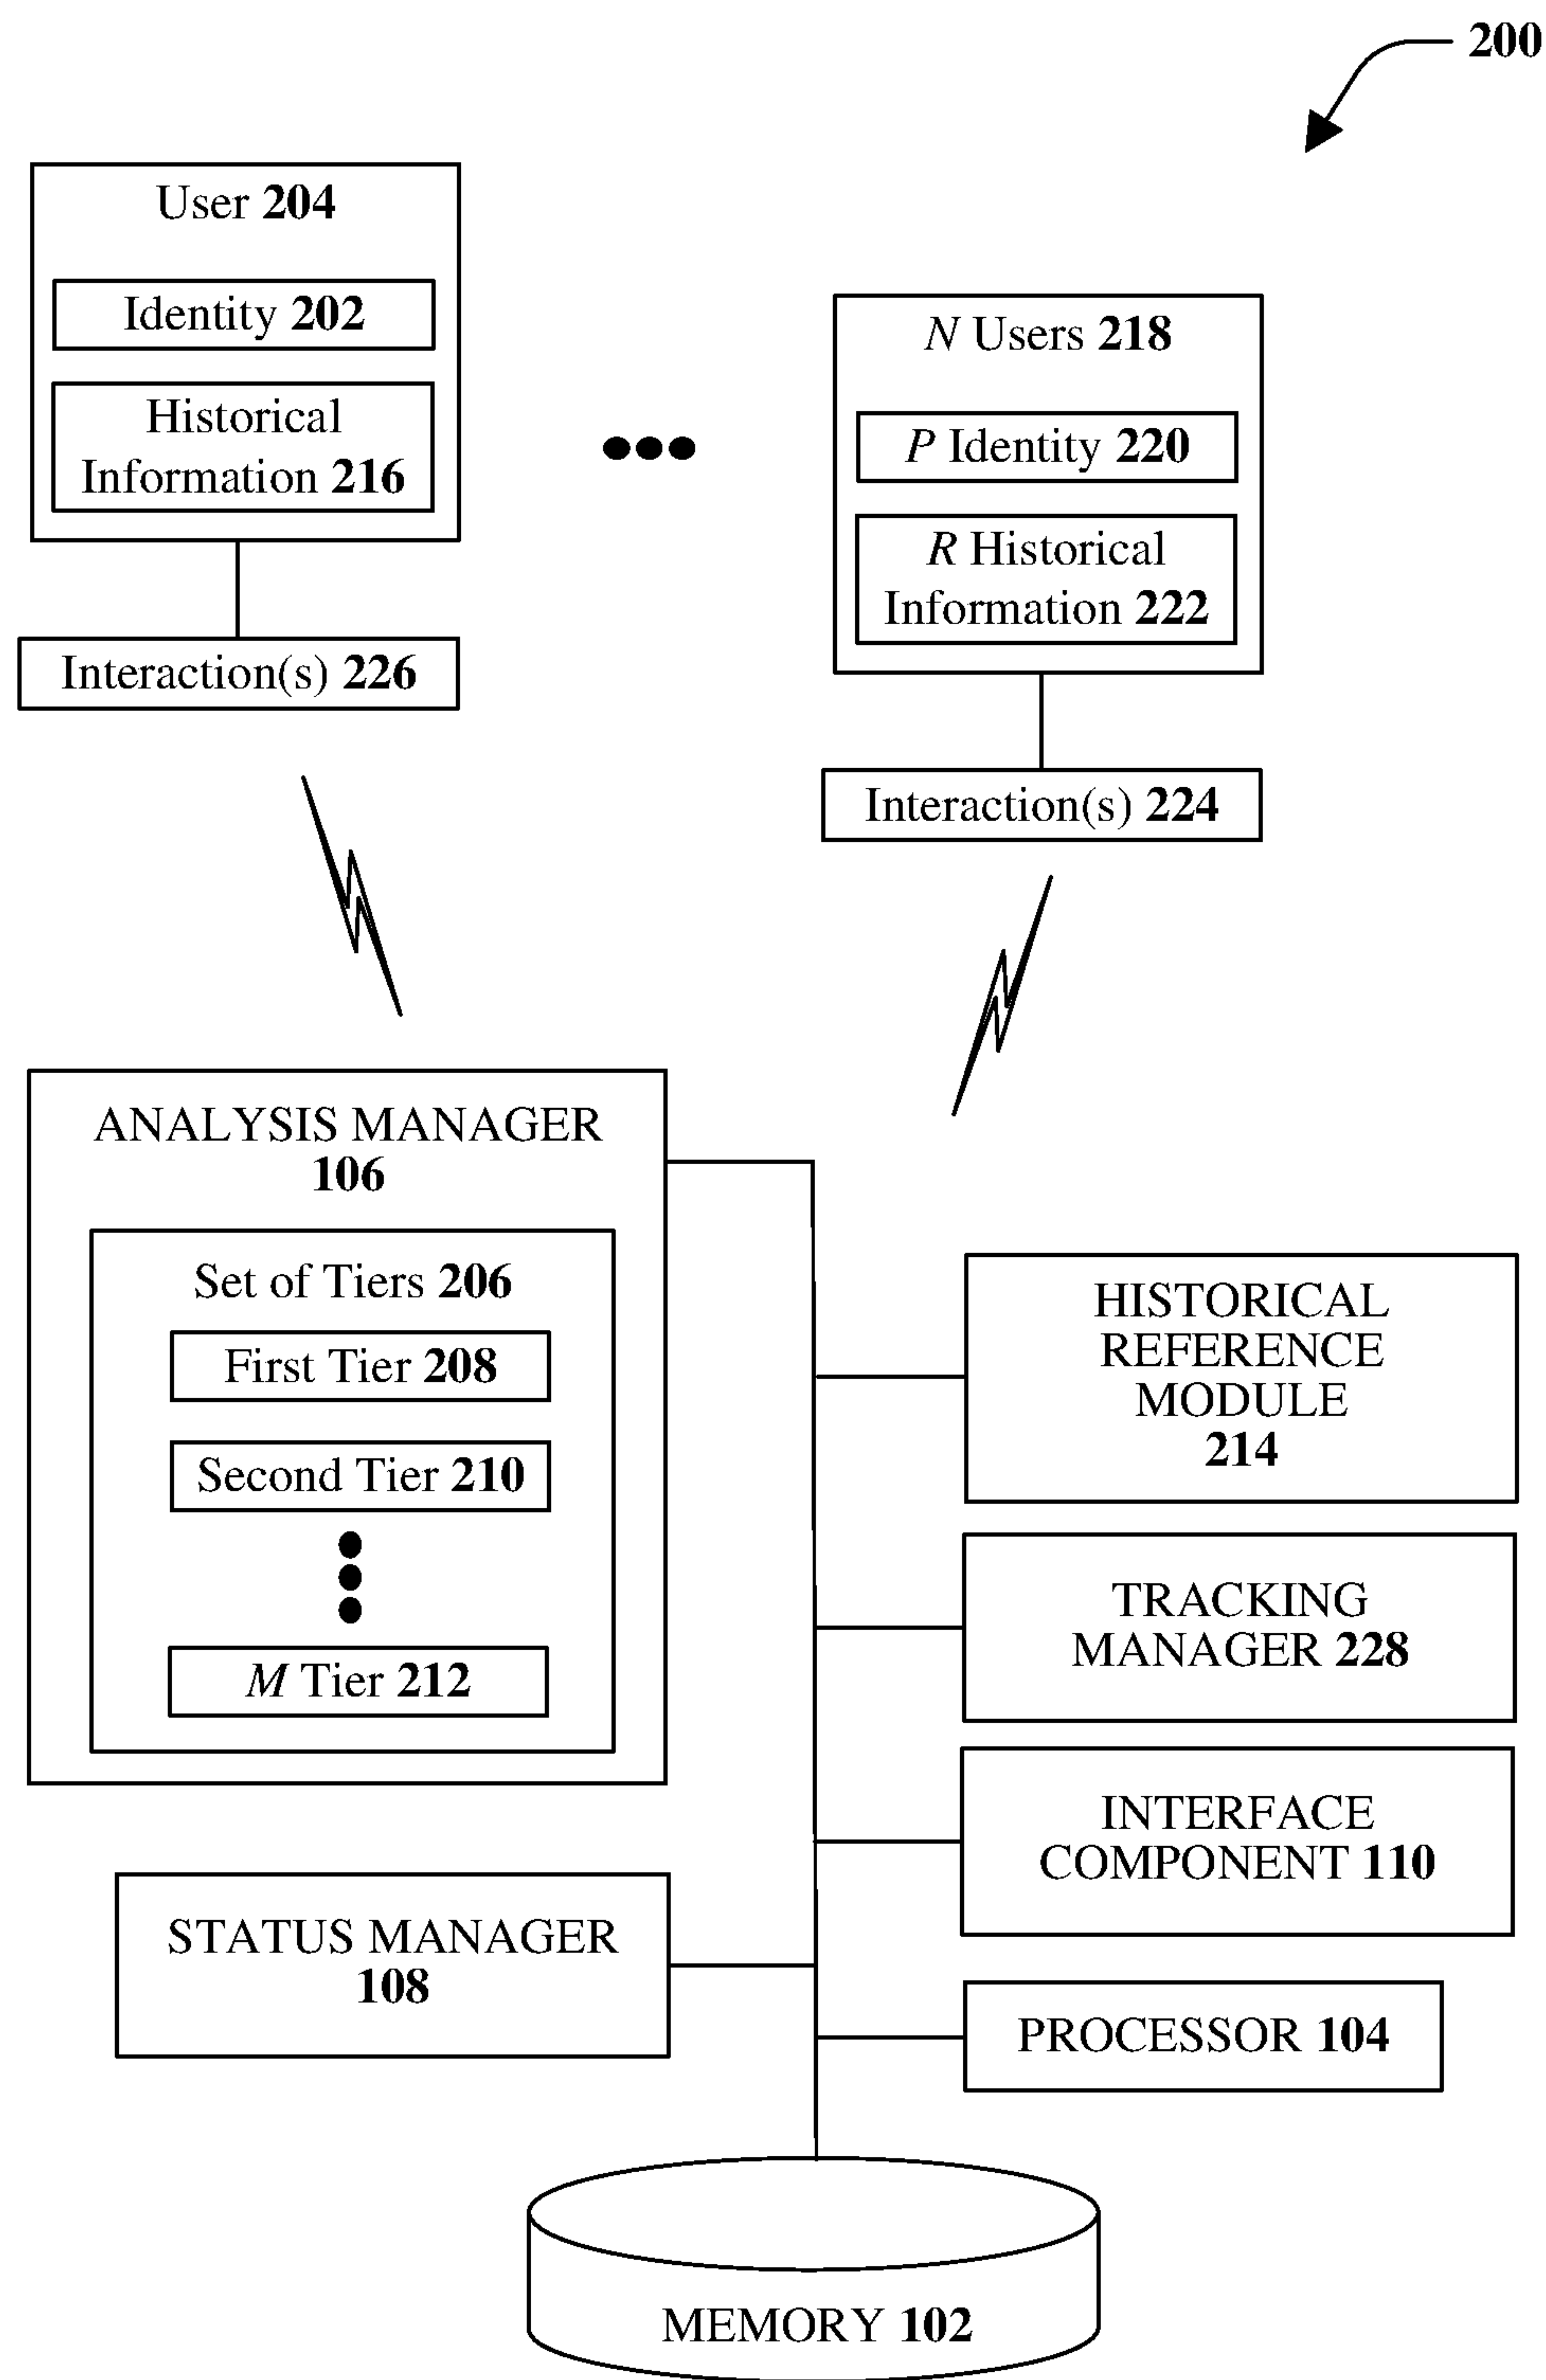 200
User 204
Identity 202
Historical
Information 216
Interaction(s) 226
N Users 218
P Identity 220
R Historical
Information 222
Interaction(s) 224
ANALYSIS MANAGER
106
Set of Tiers 206
First Tier 208
Second Tier 210
M Tier 212
HISTORICAL
REFERENCE
MODULE
214
TRACKING
MANAGER 228
INTERFACE
COMPONENT 110
STATUS MANAGER
108
PROCESSOR 104
MEMORY 102